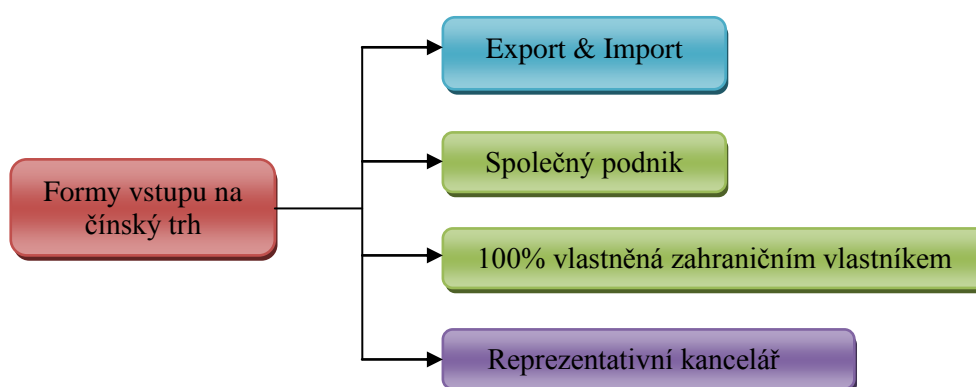 Export & Import
Společný podnik
Formy vstupu na
čínský trh
100% vlastněná zahraničním vlastníkem
Reprezentativní kancelář